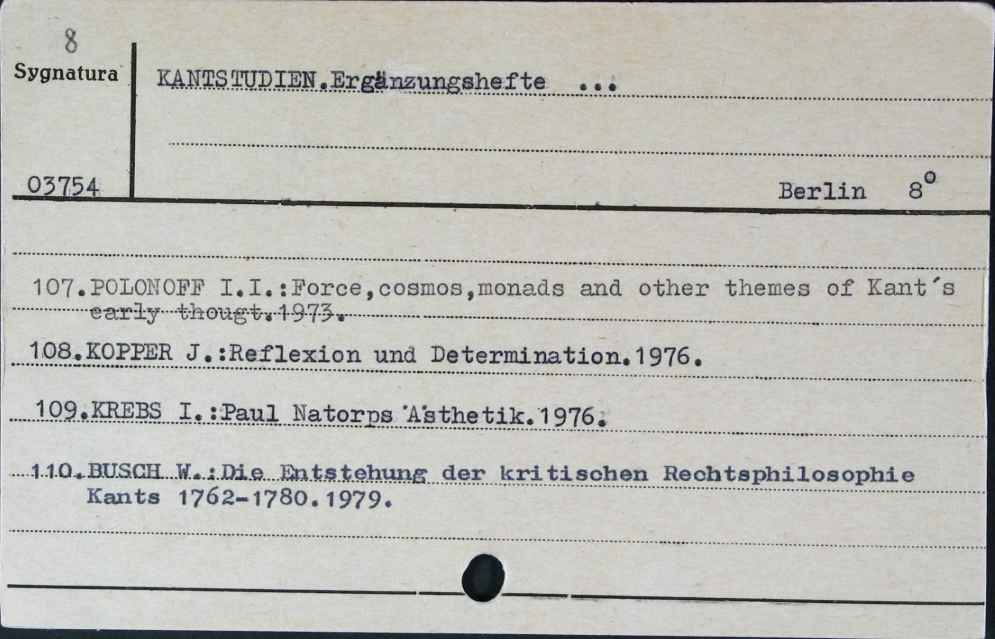 8
Sygnatura
KANTSTUDIEN.Ergänzungshefte ...
03754
Berlin 8°
107.POLONOFF I.I.:Force,cosmos,monads and other themes of Kant´s
early thougt.1973.
108.KOPPER J.:Reflexion und Determination.1976.
109.KREBS I.:Paul Natorps Ästhetik.1976.
110.BUSCH W.:Die Entstehung der kritischen Rechtsphilosophie
Kants 1762-1780.1979.